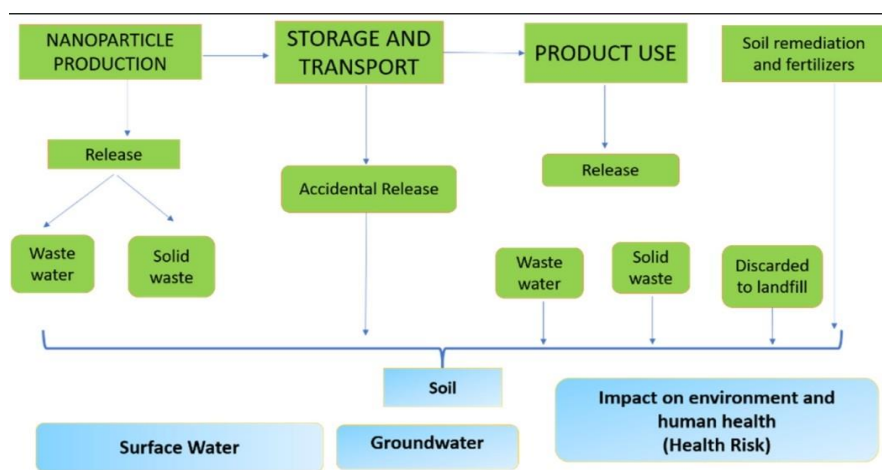 NANOPARTICLE
PRODUCTION
STORAGE AND
TRANSPORT
PRODUCT USE
Soil remediation
and fertilizers
Release
Accidental Release
Release
Waste
water
Solid
waste
Waste
water
Solid
waste
Discarded
to landfill
Soil
Impact on environment and
human health
(Health Risk)
Surface Water
Groundwater